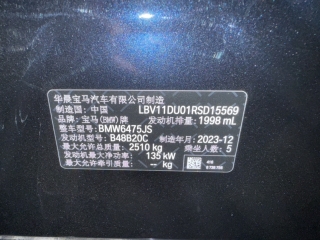 华晨宝马汽车有限公司制造
制造国：中国 LBV11DU01RSD15569
品牌：宝马(BMW)牌 发动机排量：1998 mL
整车型号：BMW6475JS
发动机型号：B48B20C 制造年月：2023-12
最大允许总质量：2510 kg 乘坐人数：5
发动机最大净功率：135 kW
最大允许牵引质量：-- kg